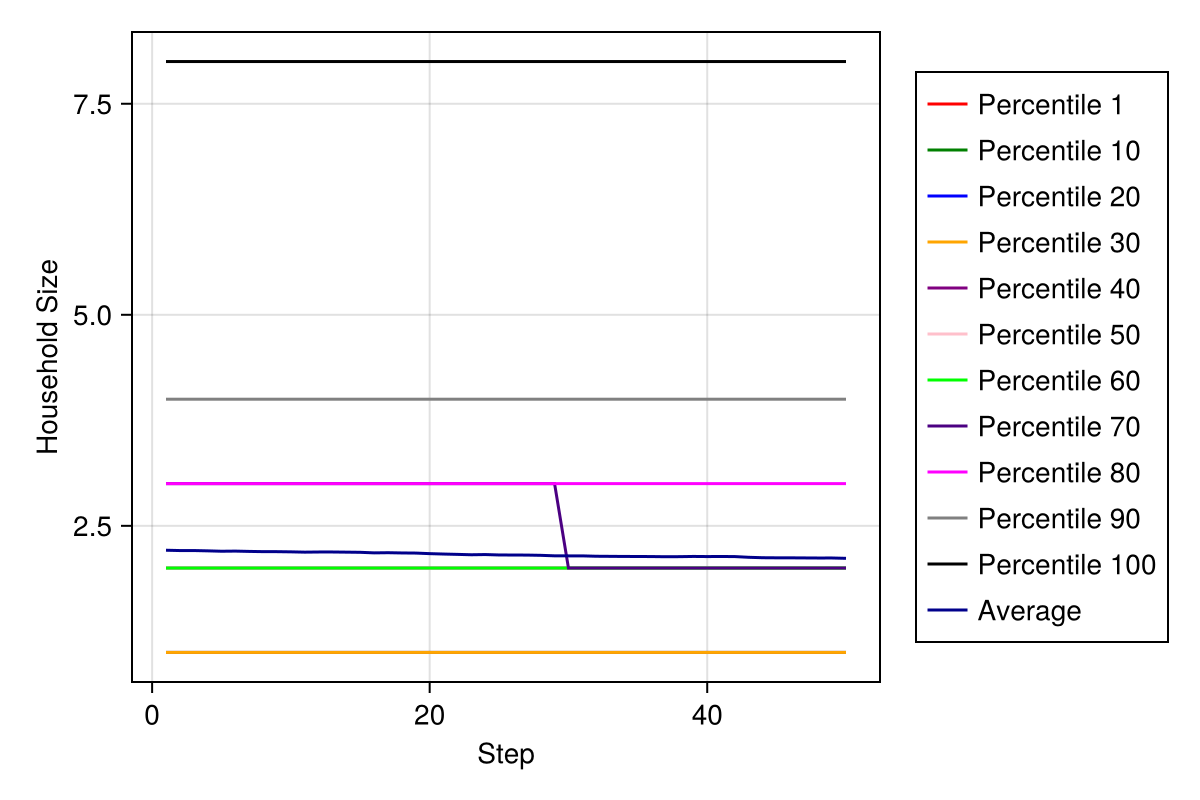 Household Size
7.5
5.0
2.5
0
20
40
Step
Percentile 1
Percentile 10
Percentile 20
Percentile 30
Percentile 40
Percentile 50
Percentile 60
Percentile 70
Percentile 80
Percentile 90
Percentile 100
Average